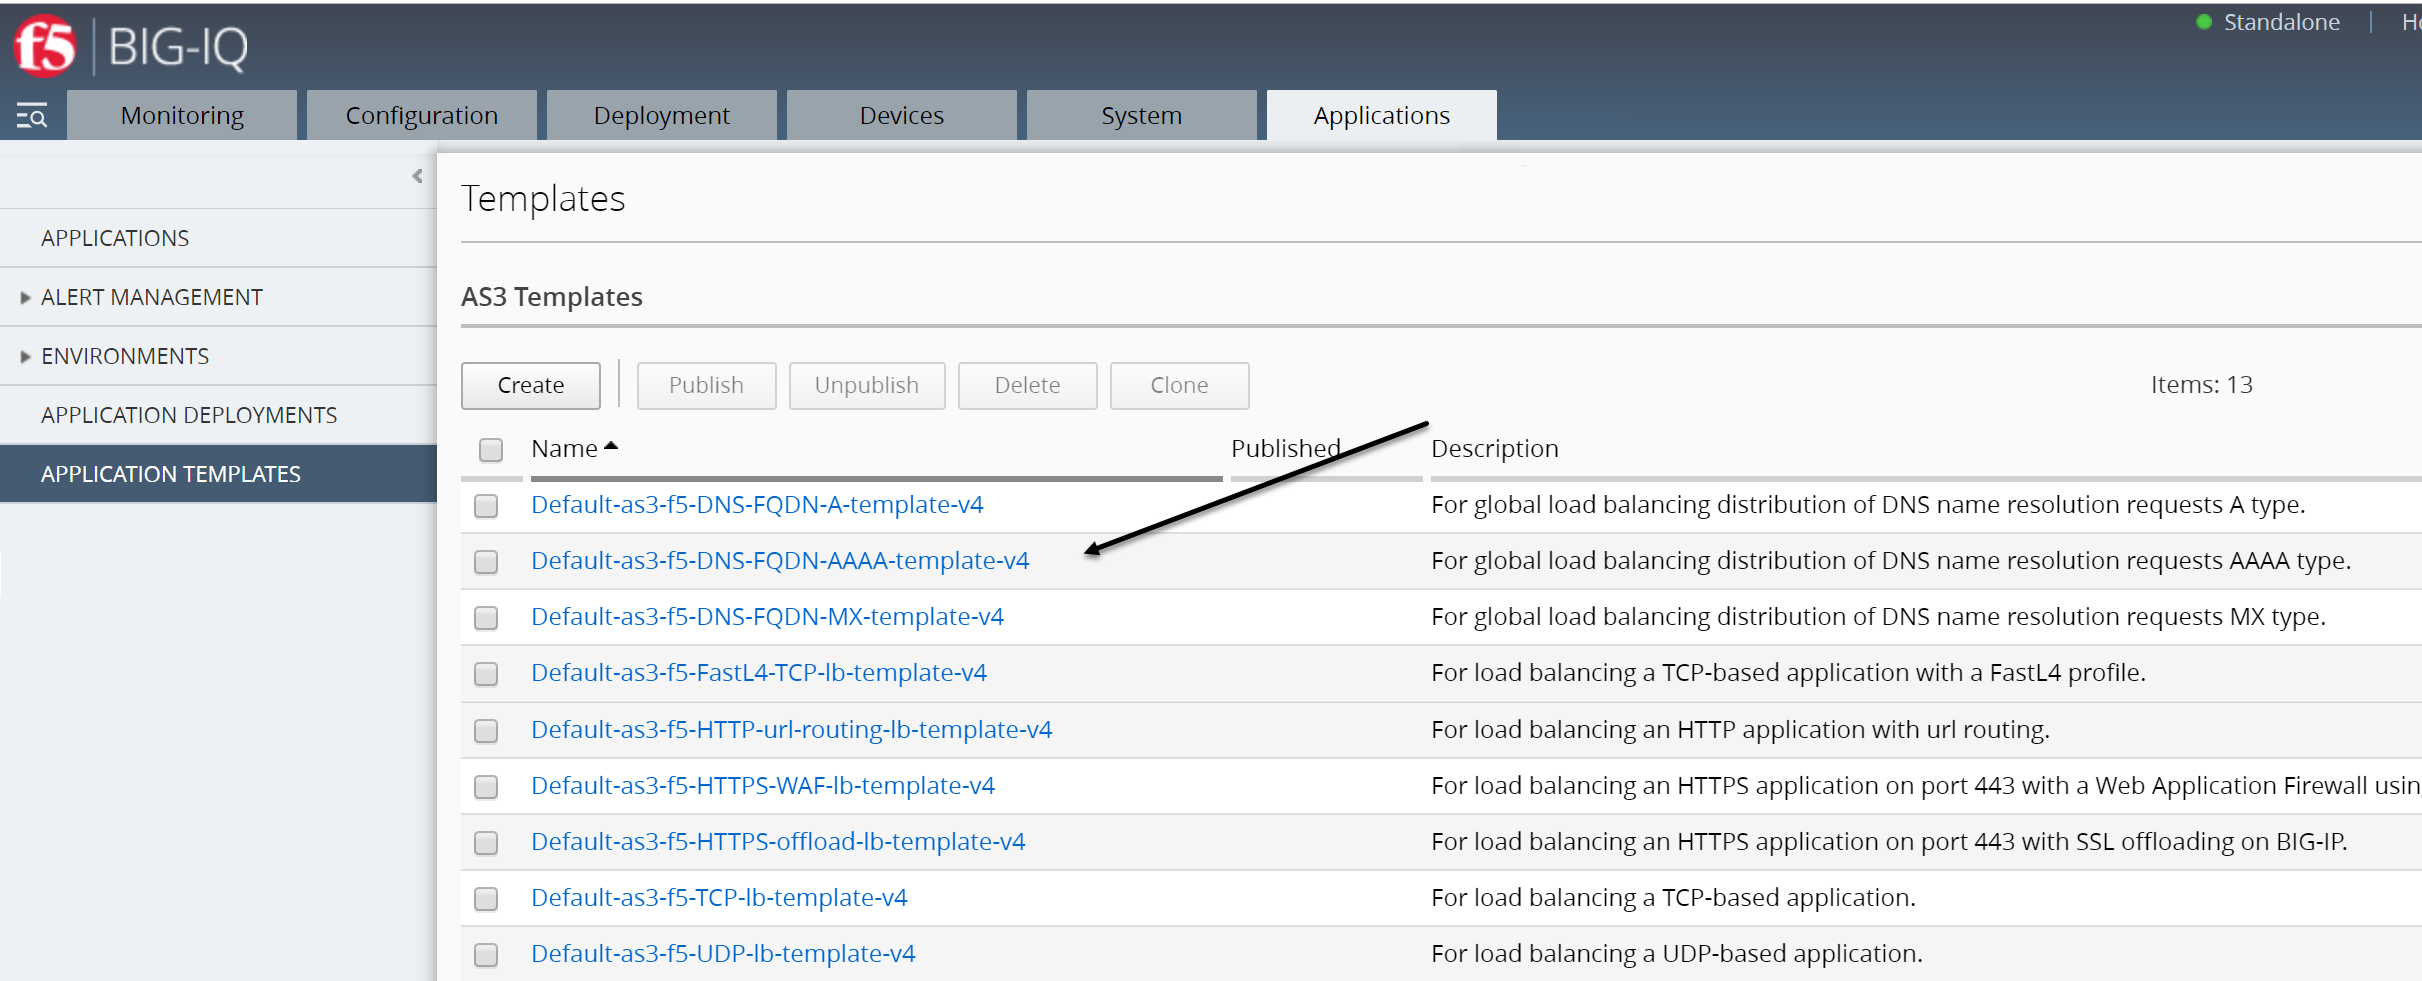 f5 BIG-IQ
Standalone
Monitoring Configuration Deployment Devices System Applications
Templates
APPLICATIONS
ALERT MANAGEMENT
ENVIRONMENTS
APPLICATION DEPLOYMENTS
APPLICATION TEMPLATES
AS3 Templates
Create Publish Unpublish Delete Clone Items: 13
Name Published Description
Default-as3-f5-DNS-FQDN-A-template-v4 For global load balancing distribution of DNS name resolution requests A type.
Default-as3-f5-DNS-FQDN-AAAA-template-v4 For global load balancing distribution of DNS name resolution requests AAAA type.
Default-as3-f5-DNS-FQDN-MX-template-v4 For global load balancing distribution of DNS name resolution requests MX type.
Default-as3-f5-FastL4-TCP-lb-template-v4 For load balancing a TCP-based application with a FastL4 profile.
Default-as3-f5-HTTP-url-routing-lb-template-v4 For load balancing an HTTP application with url routing.
Default-as3-f5-HTTPS-WAF-lb-template-v4 For load balancing an HTTPS application on port 443 with a Web Application Firewall usin
Default-as3-f5-HTTPS-offload-lb-template-v4 For load balancing an HTTPS application on port 443 with SSL offloading on BIG-IP.
Default-as3-f5-TCP-lb-template-v4 For load balancing a TCP-based application.
Default-as3-f5-UDP-lb-template-v4 For load balancing a UDP-based application.